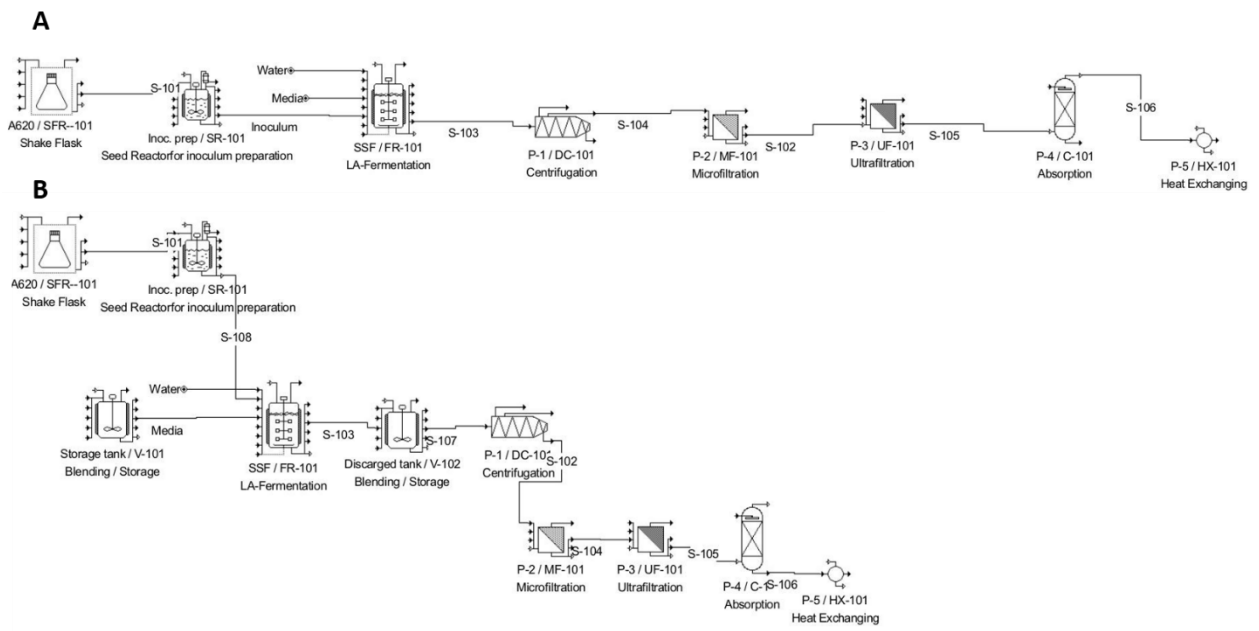 A
S-101
A620 / SFR--101
Shake Flask
Inoc. prep / SR-101
Seed Reactorfor inoculum preparation
Water
Media
Inoculum
SSF / FR-101
LA-Fermentation
S-103
P-1 / DC-101
Centrifugation
S-104
P-2 / MF-101
Microfiltration
S-102
P-3 / UF-101
Ultrafiltration
S-105
P-4 / C-101
Absorption
S-106
P-5 / HX-101
Heat Exchanging
B
S-101
A620 / SFR--101
Shake Flask
Inoc. prep / SR-101
Seed Reactorfor inoculum preparation
S-108
Water
Media
Storage tank / V-101
Blending / Storage
SSF / FR-101
LA-Fermentation
S-103
Discarged tank / V-102
Blending / Storage
S-107
P-1 / DC-101
Centrifugation
S-102
P-2 / MF-101
Microfiltration
S-104
P-3 / UF-101
Ultrafiltration
S-105
P-4 / C-1
Absorption
S-106
P-5 / HX-101
Heat Exchanging